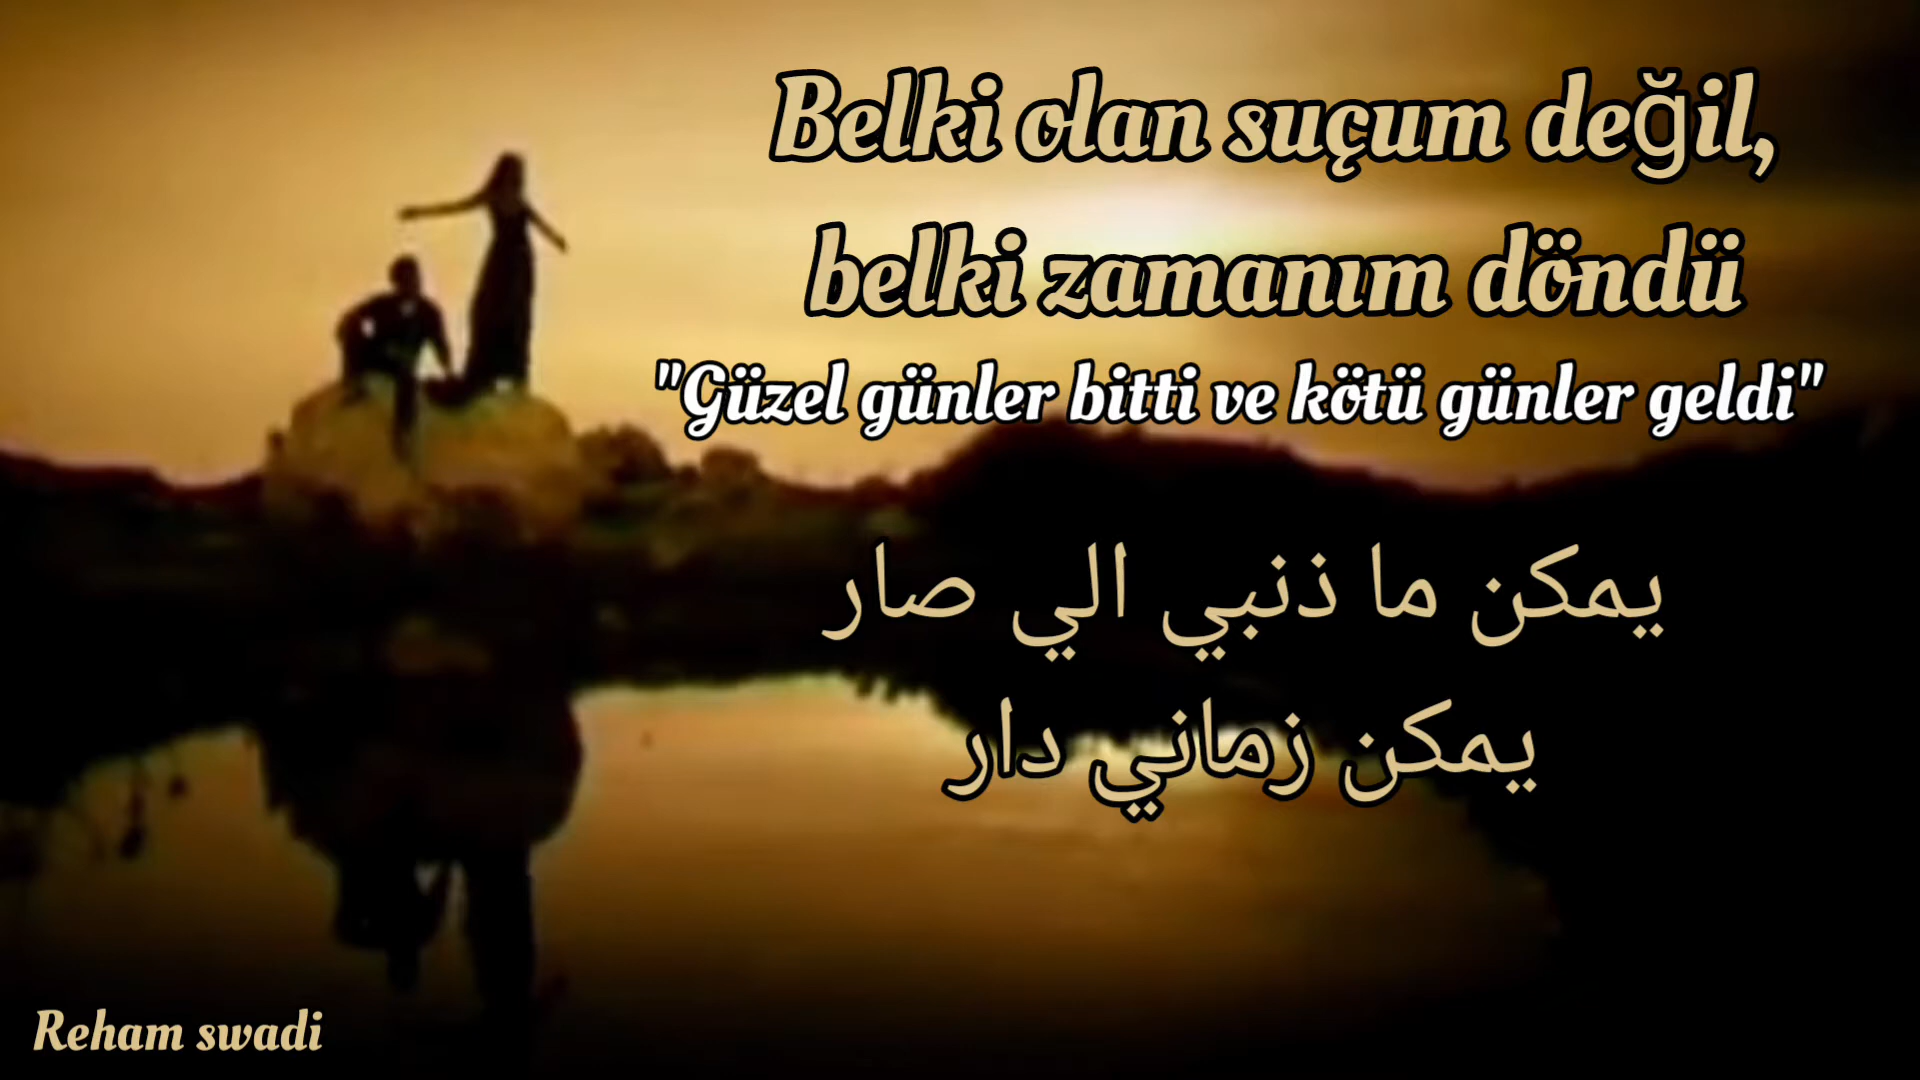 Belki olan suçum değil,
belki zamanım döndü
"Güzel günler bitti ve kötü günler geldi"
يمكن ما ذنبي الي صار
يمكن زماني دار
Reham swadi